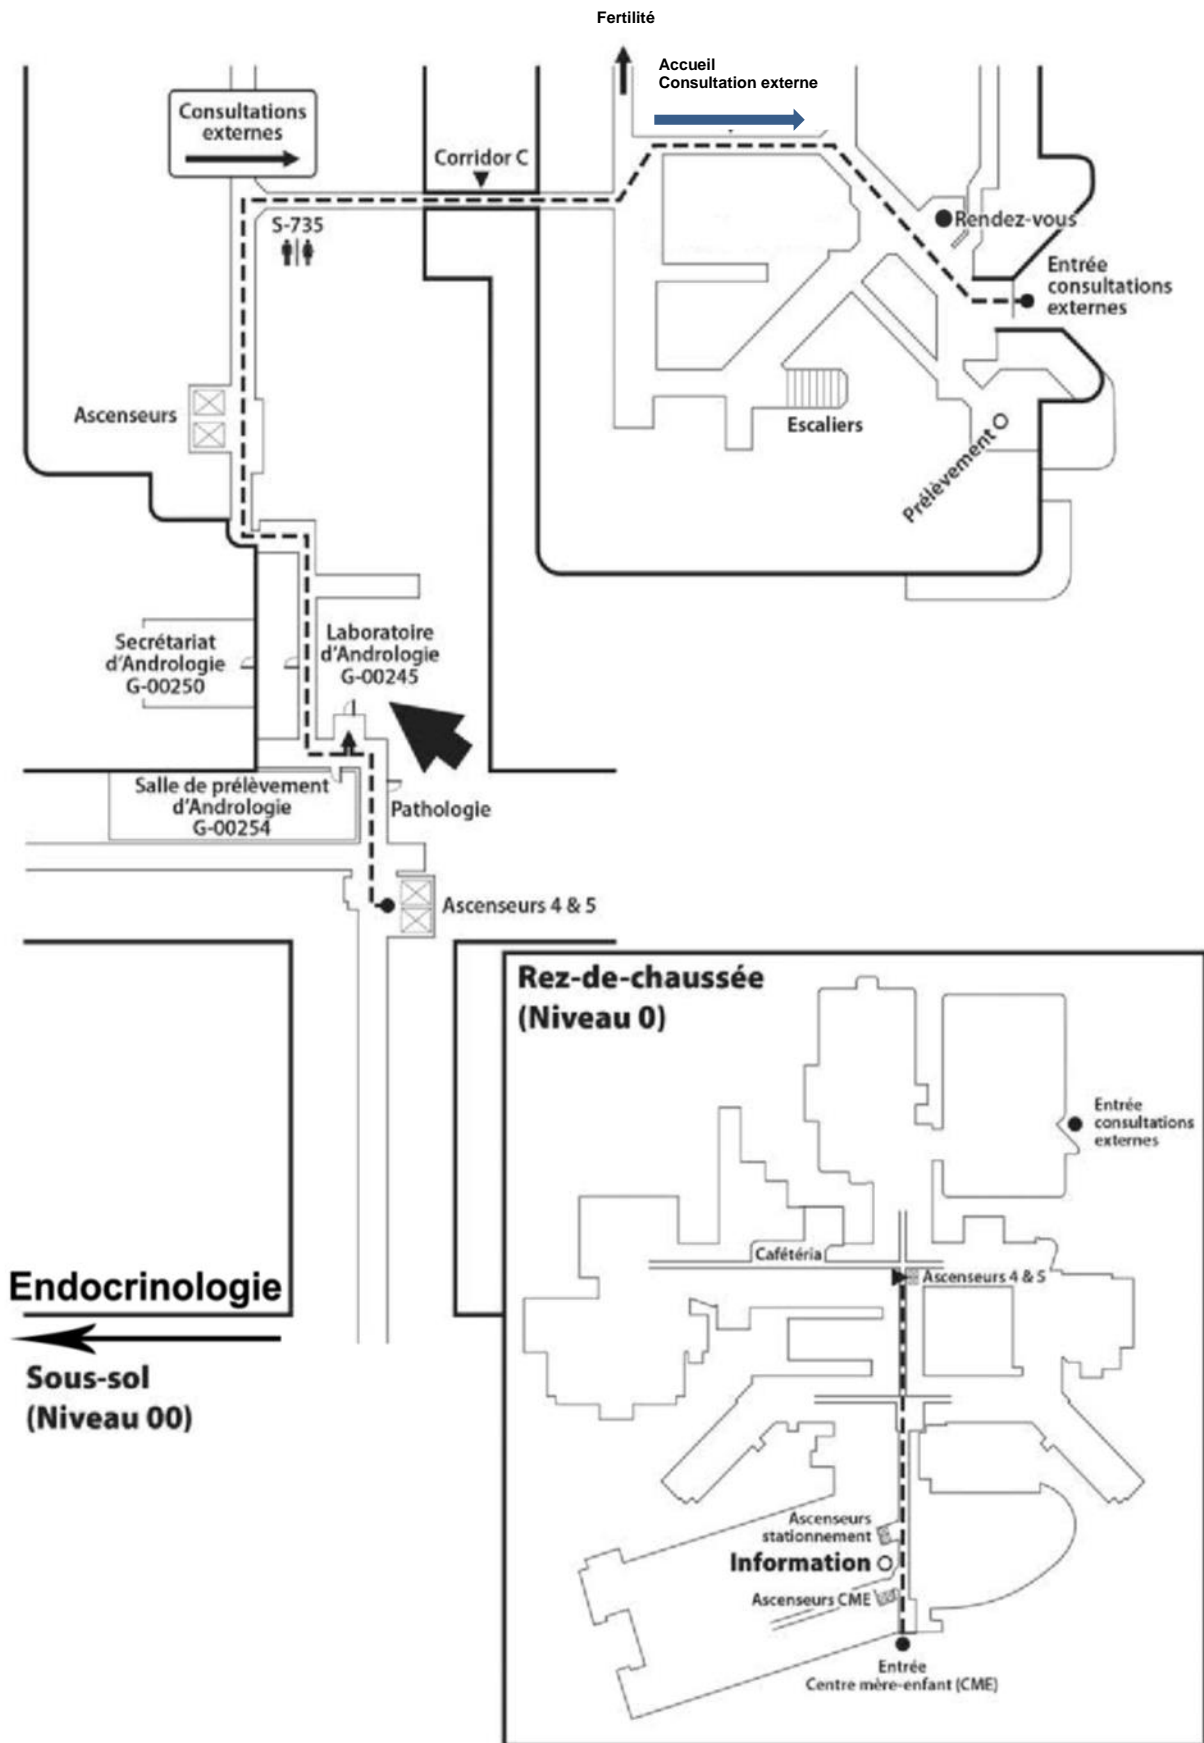 Fertilité
Accueil
Consultation externe
Consultations
externes
Corridor C
S-735
Rendez-vous
Entrée
consultations
externes
Ascenseurs
Escaliers
Prélèvement
Secrétariat
d'Andrologie
G-00250
Laboratoire
d'Andrologie
G-00245
Salle de prélèvement
d'Andrologie
G-00254
Pathologie
Ascenseurs 4 & 5
Endocrinologie
Sous-sol
(Niveau 00)
Rez-de-chaussée
(Niveau 0)
Entrée
consultations
externes
Cafétéria
Ascenseurs 4 & 5
Ascenseurs
stationnement
Information
Ascenseurs CME
Entrée
Centre mère-enfant (CME)